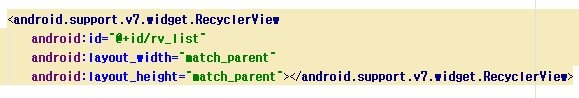 <android.support.v7.widget.RecyclerView
android:id="@+id/rv_list"
android:layout_width="match_parent"
android:layout_height="match_parent"></android.support.v7.widget.RecyclerView>